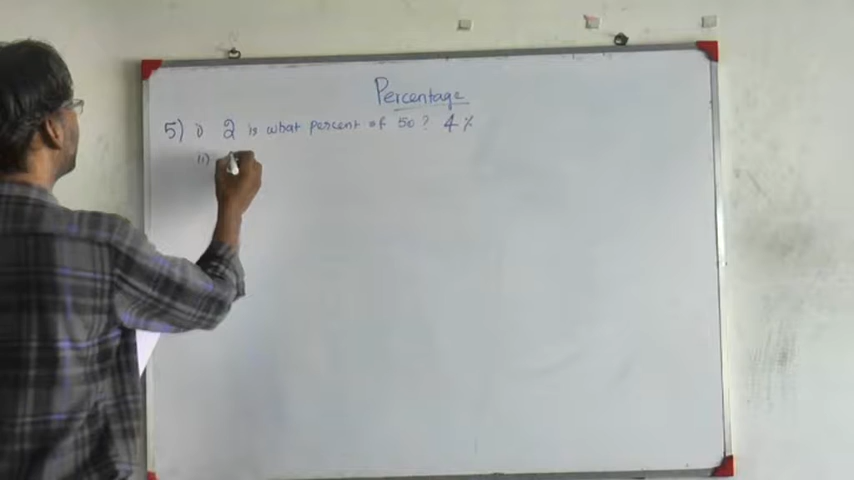 Percentage
5) i) 2 is what percent of 50? 4%
ii)